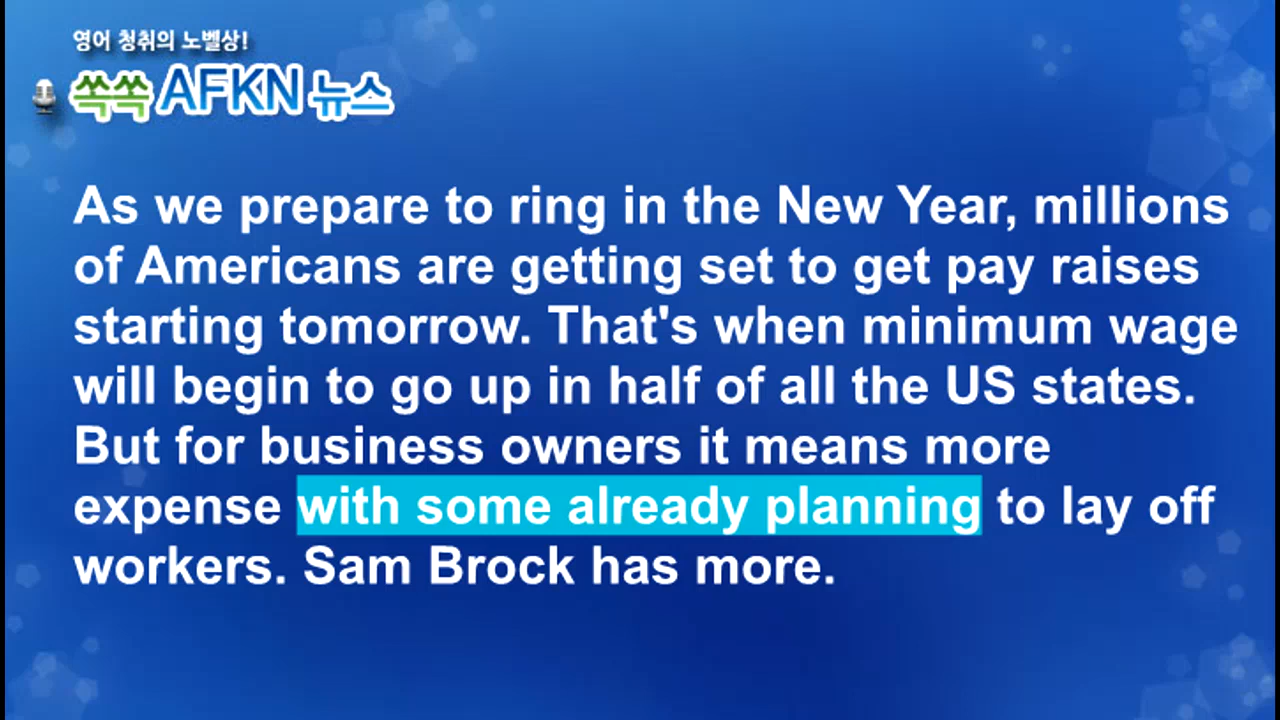 영어 청취의 노벨상!
쏙쏙 AFKN 뉴스
As we prepare to ring in the New Year, millions
of Americans are getting set to get pay raises
starting tomorrow. That's when minimum wage
will begin to go up in half of all the US states.
But for business owners it means more
expense with some already planning to lay off
workers. Sam Brock has more.